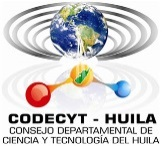 CODECYT - HUILA
CONSEJO DEPARTAMENTAL DE
CIENCIA Y TECNOLOGÍA DEL HUILA